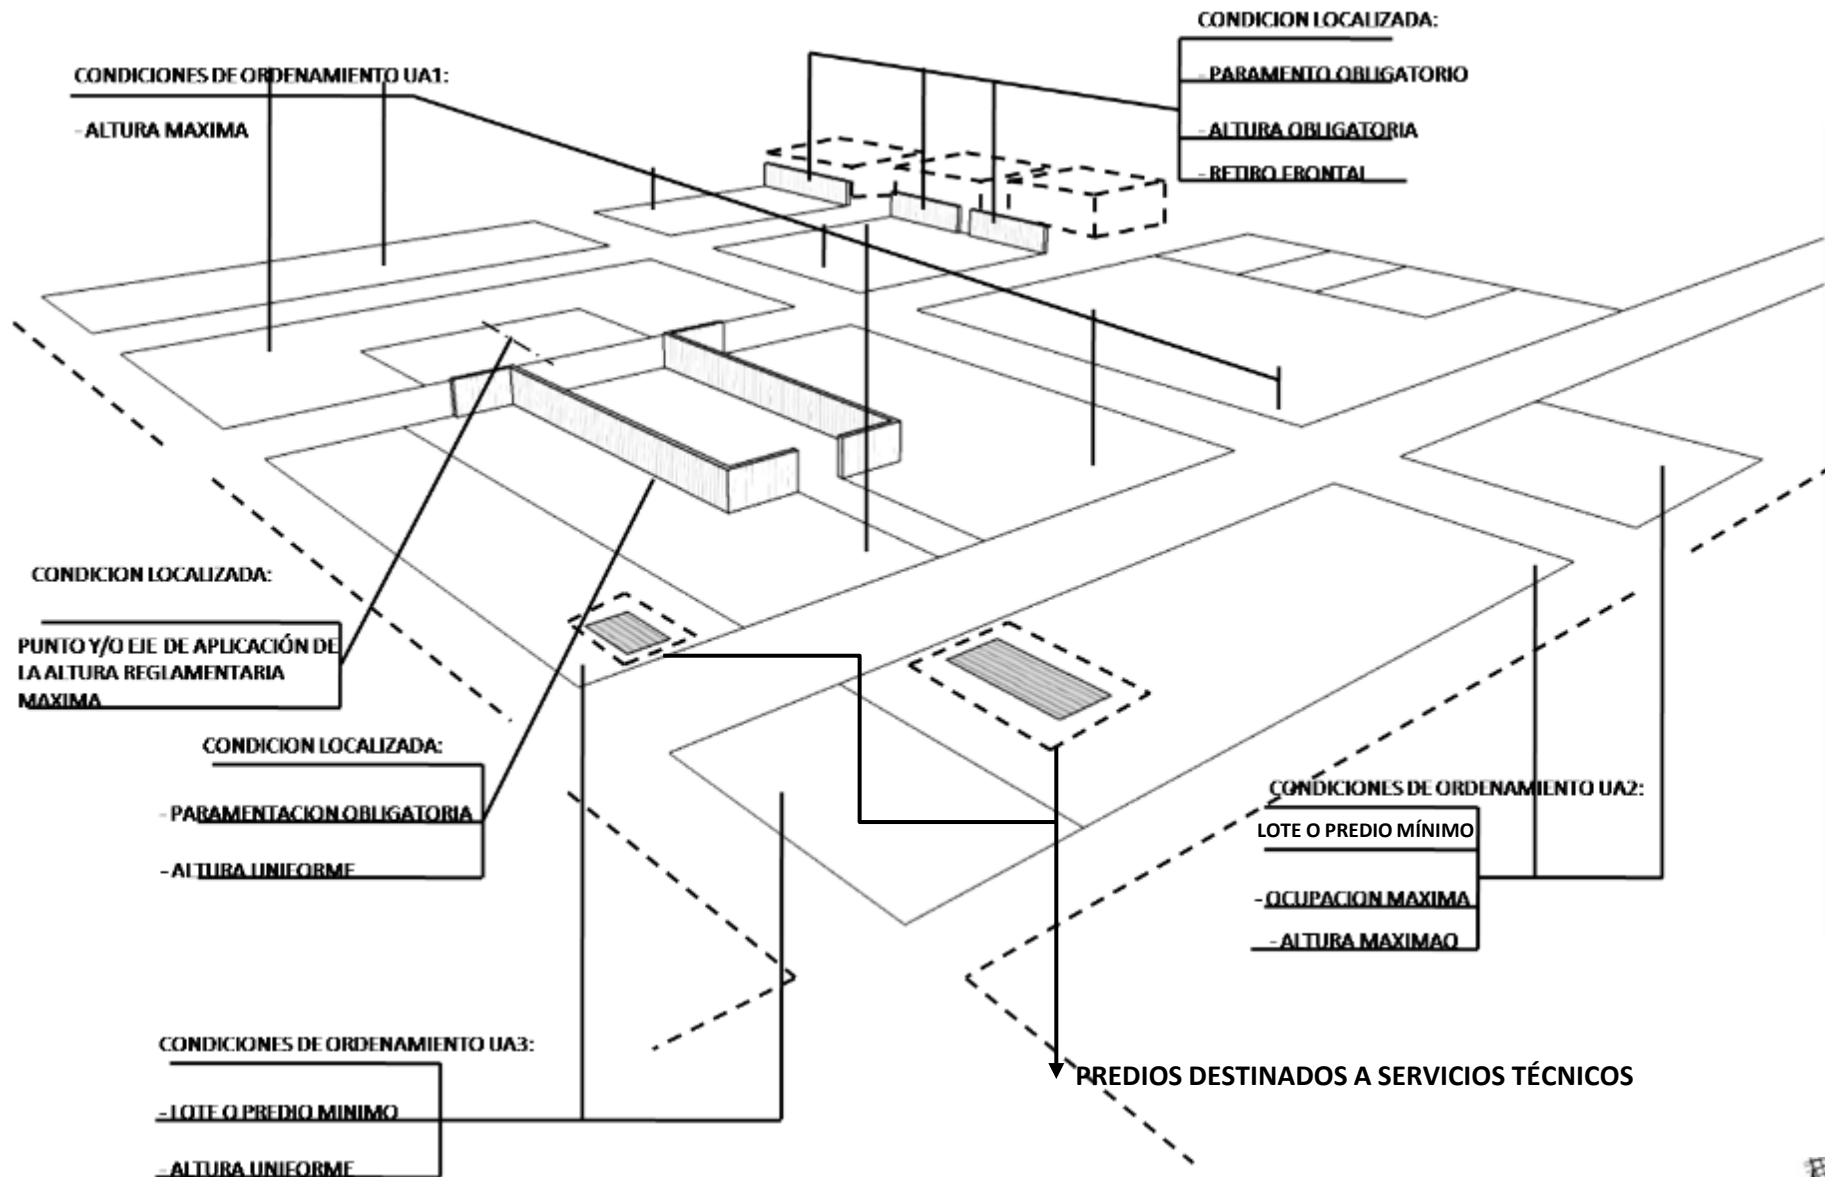 CONDICION LOCALIZADA:
- PARAMENTO OBLIGATORIO
- ALTURA OBLIGATORIA
- RETIRO FRONTAL
CONDICIONES DE ORDENAMIENTO UA1:
- ALTURA MAXIMA
CONDICION LOCALIZADA:
PUNTO Y/O EJE DE APLICACIÓN DE
LA ALTURA REGLAMENTARIA
MAXIMA
CONDICION LOCALIZADA:
- PARAMENTACION OBLIGATORIA
- ALTURA UNIFORME
CONDICIONES DE ORDENAMIENTO UA2:
LOTE O PREDIO MÍNIMO
- OCUPACION MAXIMA
- ALTURA MAXIMAO
CONDICIONES DE ORDENAMIENTO UA3:
- LOTE O PREDIO MINIMO
- ALTURA UNIFORME
PREDIOS DESTINADOS A SERVICIOS TÉCNICOS